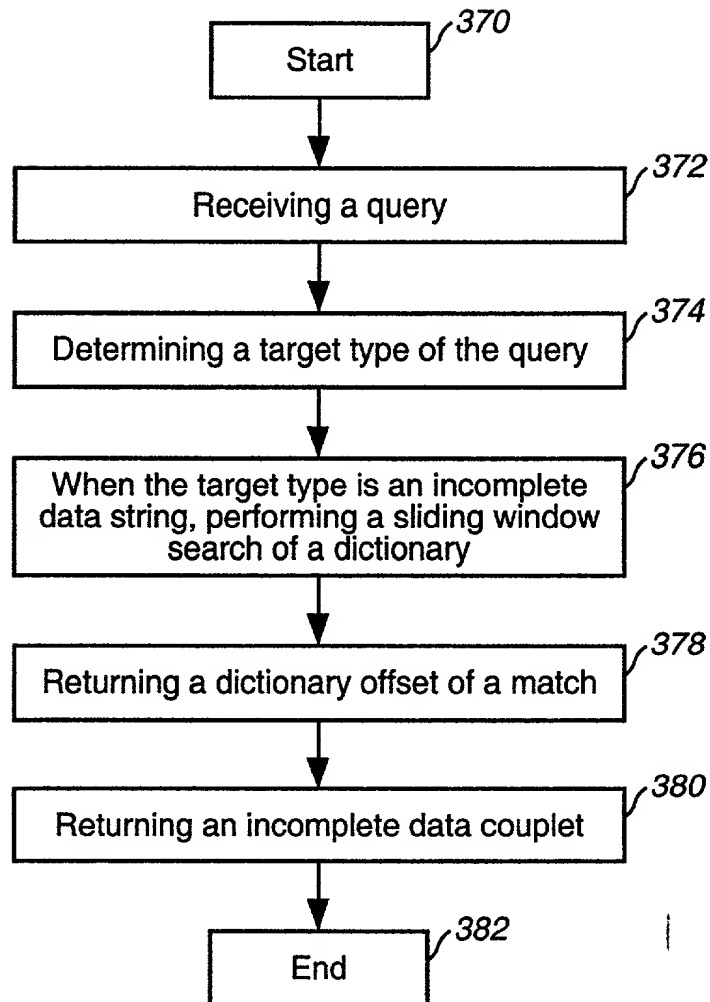 370
Start
372
Receiving a query
374
Determining a target type of the query
376
When the target type is an incomplete
data string, performing a sliding window
search of a dictionary
378
Returning a dictionary offset of a match
380
Returning an incomplete data couplet
382
End